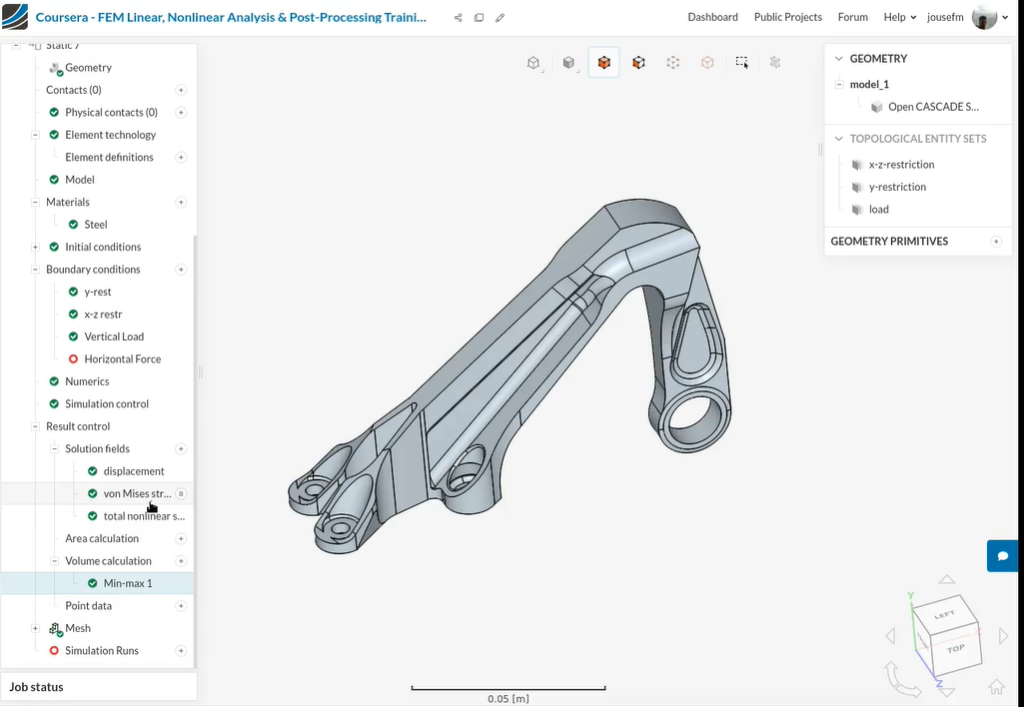 Coursera - FEM Linear, Nonlinear Analysis & Post-Processing Traini...
Dashboard
Public Projects
Forum
Help
jousefm
Static 7
Geometry
Contacts (0)
Physical contacts (0)
Element technology
Element definitions
Model
Materials
Steel
Initial conditions
Boundary conditions
y-rest
x-z restr
Vertical Load
Horizontal Force
Numerics
Simulation control
Result control
Solution fields
displacement
von Mises str...
total nonlinear s...
Area calculation
Volume calculation
Min-max 1
Point data
Mesh
Simulation Runs
Job status
GEOMETRY
model_1
Open CASCADE S...
TOPOLOGICAL ENTITY SETS
x-z-restriction
y-restriction
load
GEOMETRY PRIMITIVES
0.05 [m]
Y
LEFT
TOP
Z